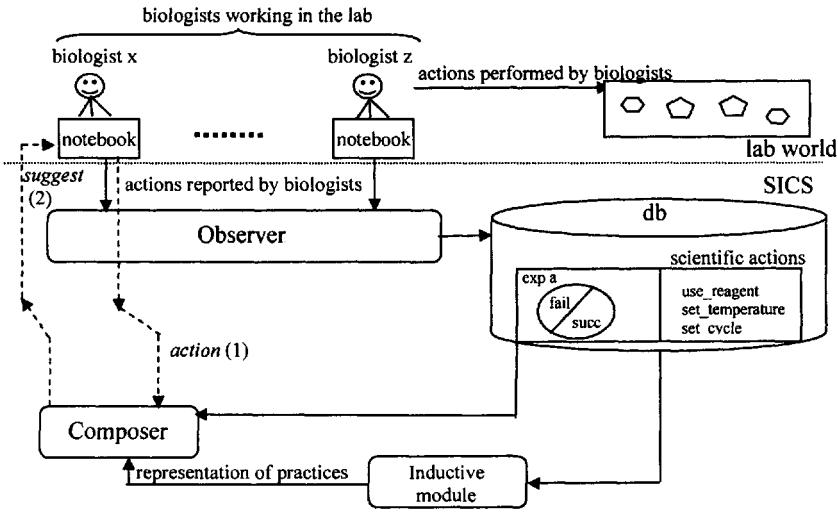 biologists working in the lab
biologist x
biologist z
actions performed by biologists
notebook
notebook
lab world
suggest
(2)
actions reported by biologists
SICS
Observer
db
scientific actions
exp a
fail
succ
use_reagent
set_temperature
set_cycle
action (1)
Composer
representation of practices
Inductive
module